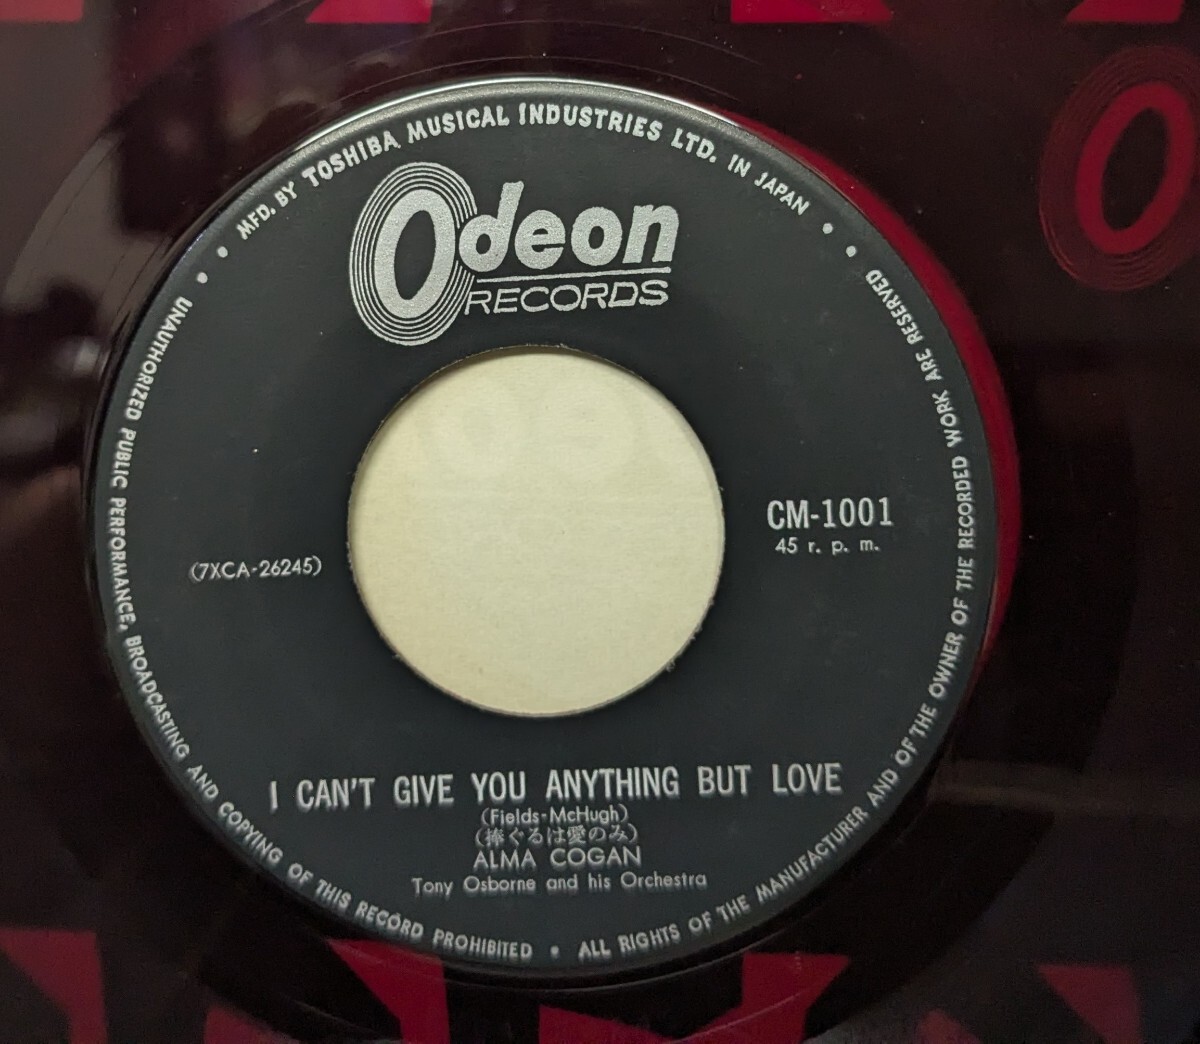 MFD. BY TOSHIBA MUSICAL INDUSTRIES LTD. IN JAPAN
Odeon
RECORDS
CM-1001
45 r. p. m.
(7XCA-26245)
I CAN'T GIVE YOU ANYTHING BUT LOVE
(Fields-McHugh)
(捧ぐるは愛のみ)
ALMA COGAN
Tony Osborne and his Orchestra
UNAUTHORIZED PUBLIC PERFORMANCE, BROADCASTING AND COPYING OF THIS RECORD PROHIBITED • ALL RIGHTS OF THE MANUFACTURER AND OF THE OWNER OF THE RECORDED WORK ARE RESERVED